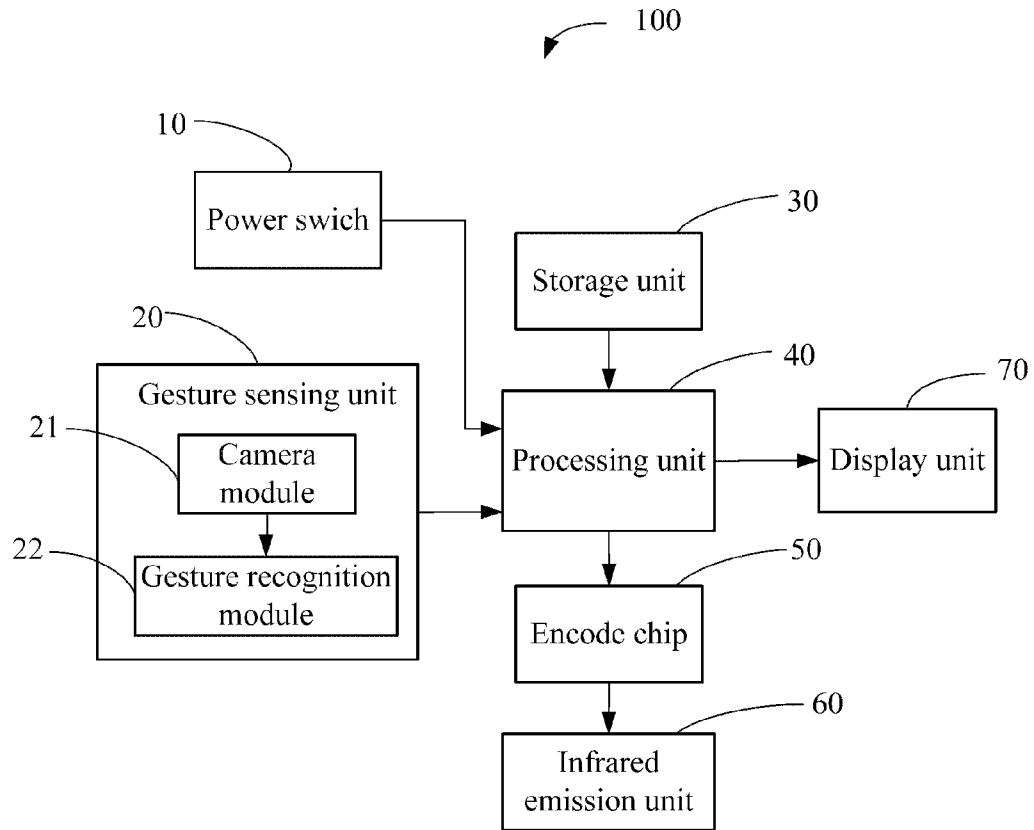 100
10
Power swich
30
Storage unit
20
Gesture sensing unit
40
70
21
Camera
module
Processing unit
Display unit
22
Gesture recognition
module
50
Encode chip
60
Infrared
emission unit